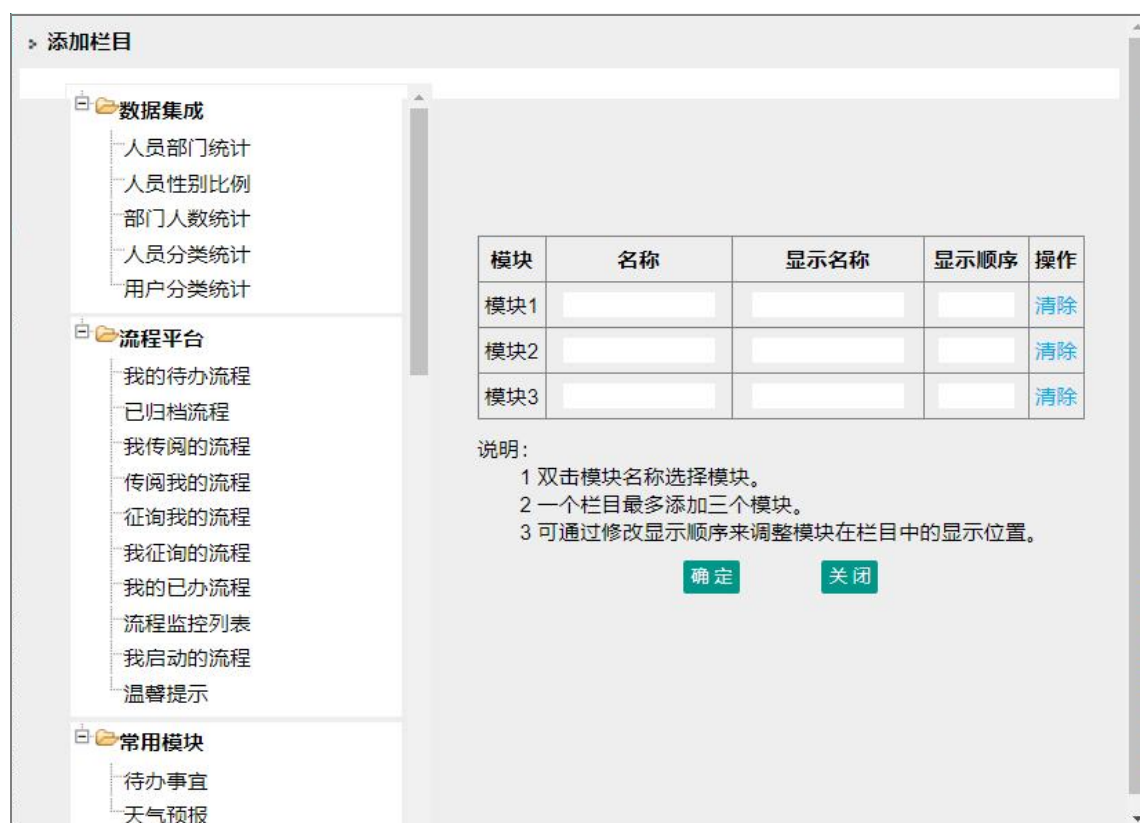 添加栏目
数据集成
人员部门统计
人员性别比例
部门人数统计
人员分类统计
用户分类统计
流程平台
我的待办流程
已归档流程
我传阅的流程
传阅我的流程
征询我的流程
我征询的流程
我的已办流程
流程监控列表
我启动的流程
温馨提示
常用模块
待办事宜
天气预报
模块 名称 显示名称 显示顺序 操作
模块1 清除
模块2 清除
模块3 清除
说明：
1 双击模块名称选择模块。
2 一个栏目最多添加三个模块。
3 可通过修改显示顺序来调整模块在栏目中的显示位置。
确定 关闭